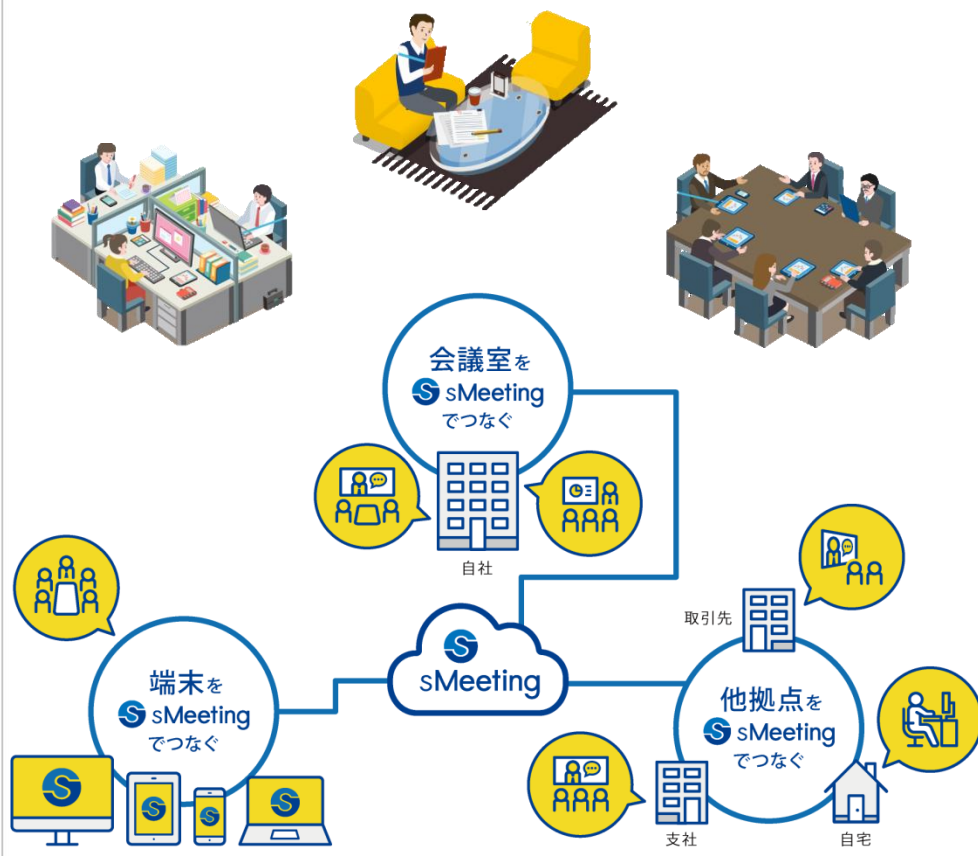 会議室を
sMeeting
でつなぐ
自社
取引先
sMeeting
端末を
sMeeting
でつなぐ
他拠点を
sMeeting
でつなぐ
支社
自宅